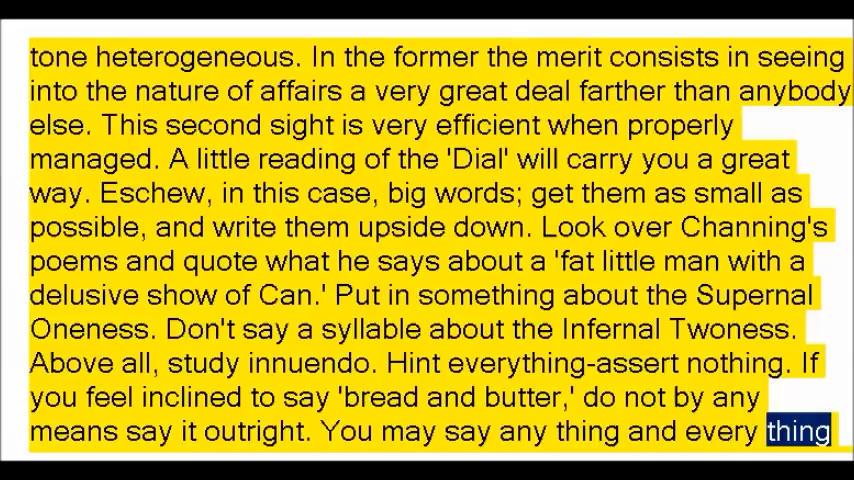 tone heterogeneous. In the former the merit consists in seeing
into the nature of affairs a very great deal farther than anybody
else. This second sight is very efficient when properly
managed. A little reading of the 'Dial' will carry you a great
way. Eschew, in this case, big words; get them as small as
possible, and write them upside down. Look over Channing's
poems and quote what he says about a 'fat little man with a
delusive show of Can.' Put in something about the Supernal
Oneness. Don't say a syllable about the Infernal Twoness.
Above all, study innuendo. Hint everything-assert nothing. If
you feel inclined to say 'bread and butter,' do not by any
means say it outright. You may say any thing and every thing